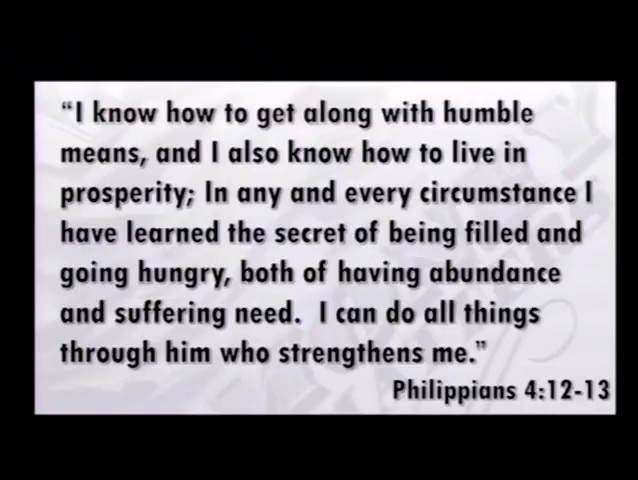 “I know how to get along with humble
means, and I also know how to live in
prosperity; In any and every circumstance I
have learned the secret of being filled and
going hungry, both of having abundance
and suffering need.  I can do all things
through him who strengthens me.”
Philippians 4:12-13